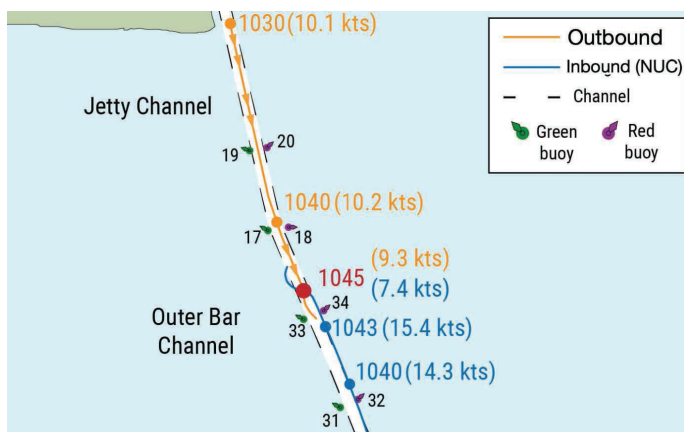 1030 (10.1 kts)
Jetty Channel
20
19
1040 (10.2 kts)
17
18
(9.3 kts)
1045
(7.4 kts)
34
Outer Bar
Channel
33
1043 (15.4 kts)
1040 (14.3 kts)
32
31
Outbound
Inbound (NUC)
Channel
Green
buoy
Red
buoy